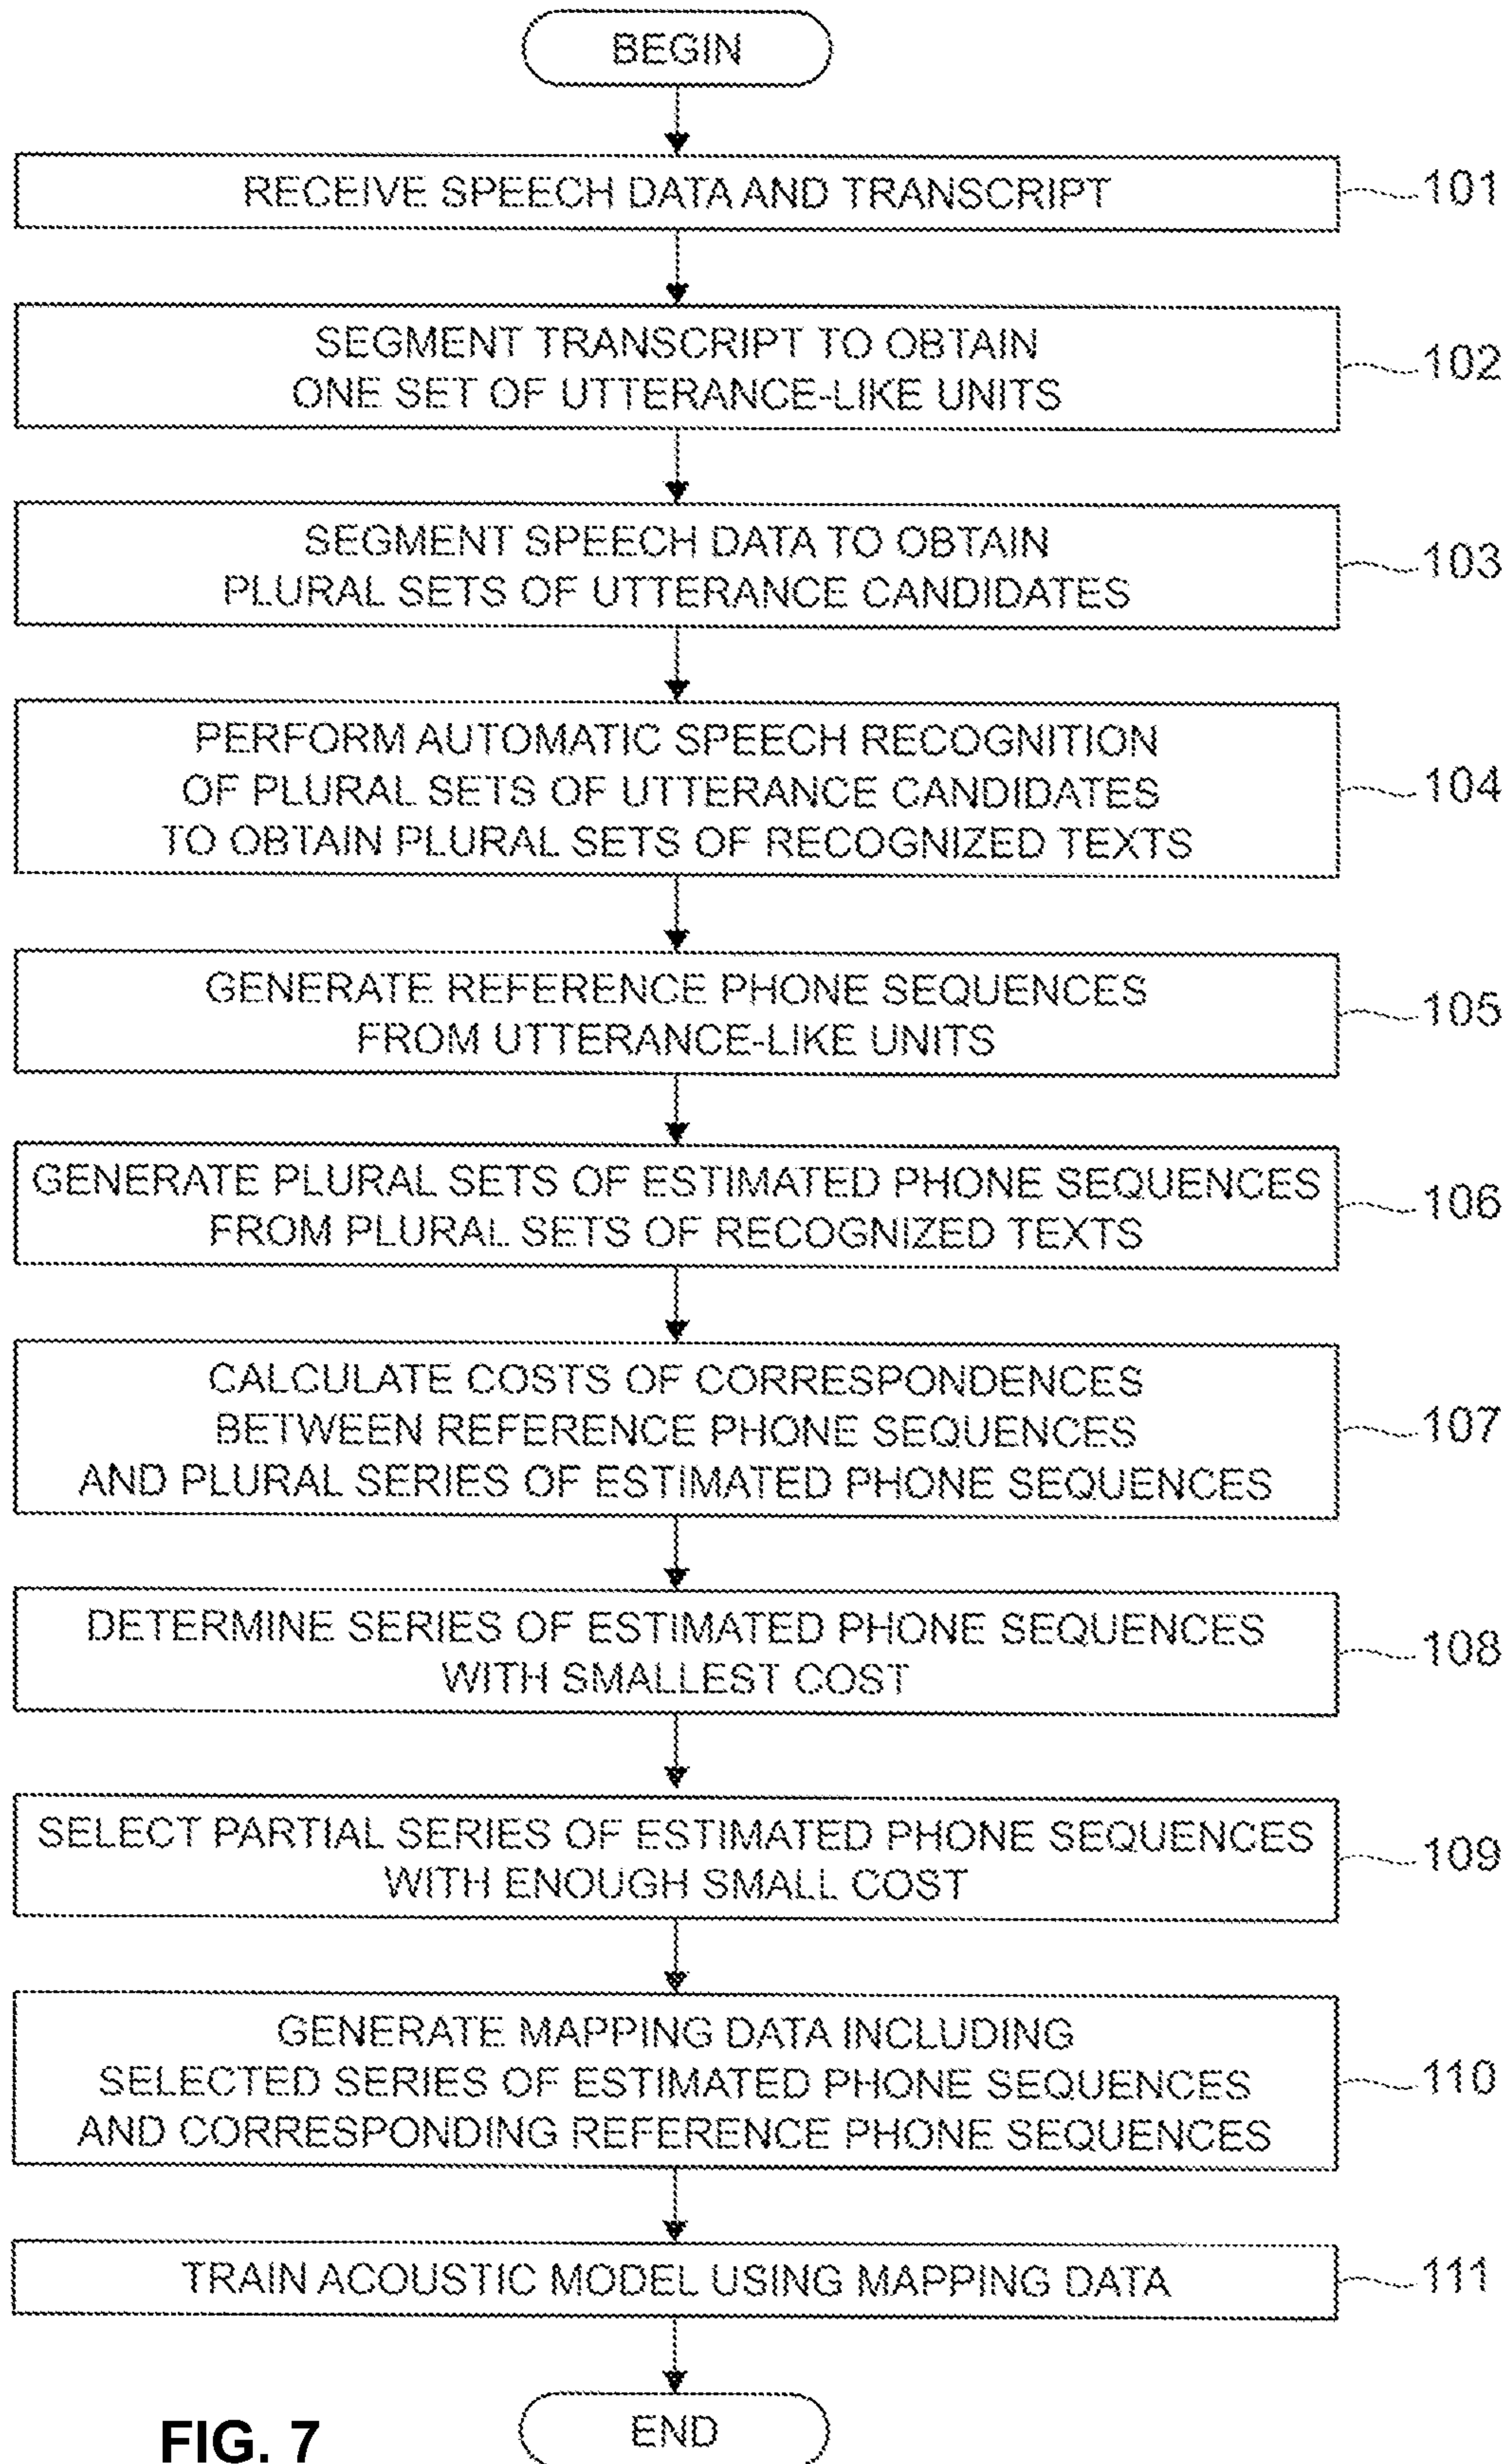 BEGIN
RECEIVE SPEECH DATA AND TRANSCRIPT
101
SEGMENT TRANSCRIPT TO OBTAIN
ONE SET OF UTTERANCE-LIKE UNITS
102
SEGMENT SPEECH DATA TO OBTAIN
PLURAL SETS OF UTTERANCE CANDIDATES
103
PERFORM AUTOMATIC SPEECH RECOGNITION
OF PLURAL SETS OF UTTERANCE CANDIDATES
TO OBTAIN PLURAL SETS OF RECOGNIZED TEXTS
104
GENERATE REFERENCE PHONE SEQUENCES
FROM UTTERANCE-LIKE UNITS
105
GENERATE PLURAL SETS OF ESTIMATED PHONE SEQUENCES
FROM PLURAL SETS OF RECOGNIZED TEXTS
106
CALCULATE COSTS OF CORRESPONDENCES
BETWEEN REFERENCE PHONE SEQUENCES
AND PLURAL SERIES OF ESTIMATED PHONE SEQUENCES
107
DETERMINE SERIES OF ESTIMATED PHONE SEQUENCES
WITH SMALLEST COST
108
SELECT PARTIAL SERIES OF ESTIMATED PHONE SEQUENCES
WITH ENOUGH SMALL COST
109
GENERATE MAPPING DATA INCLUDING
SELECTED SERIES OF ESTIMATED PHONE SEQUENCES
AND CORRESPONDING REFERENCE PHONE SEQUENCES
110
TRAIN ACOUSTIC MODEL USING MAPPING DATA
111
END
FIG. 7